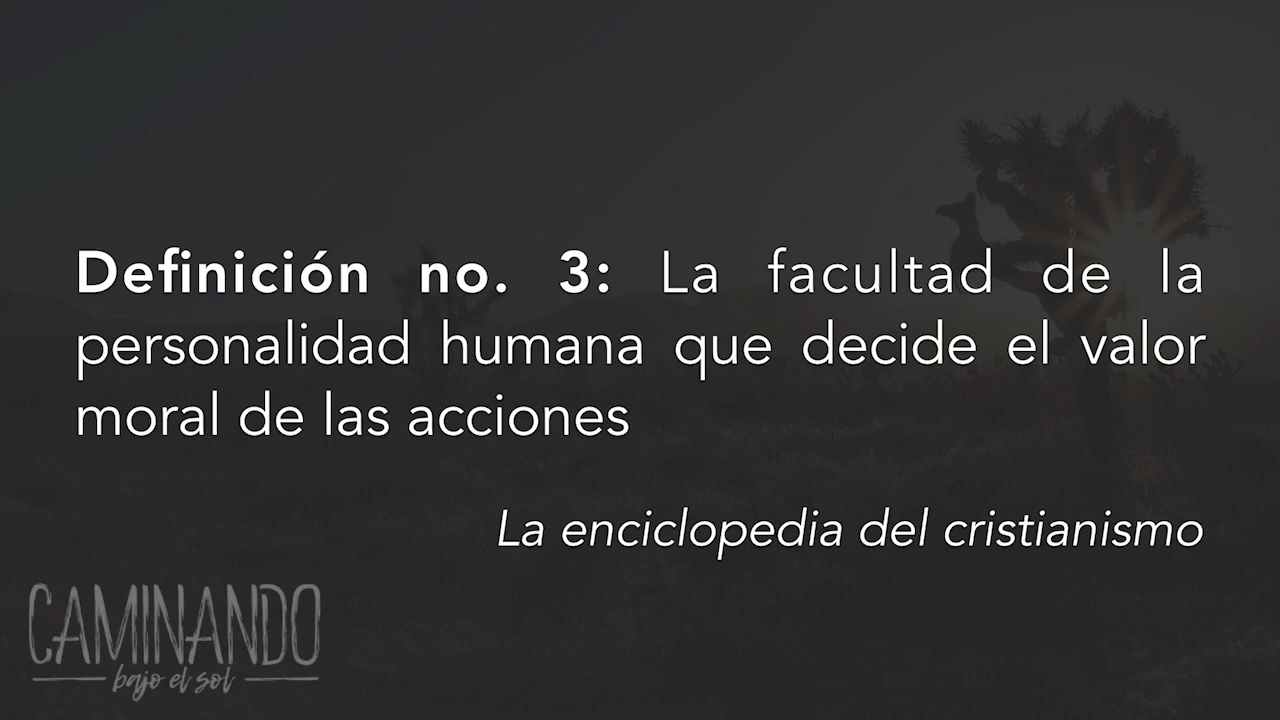 Definición no. 3: La facultad de la
personalidad humana que decide el valor
moral de las acciones
La enciclopedia del cristianismo
CAMINANDO
bajo el sol